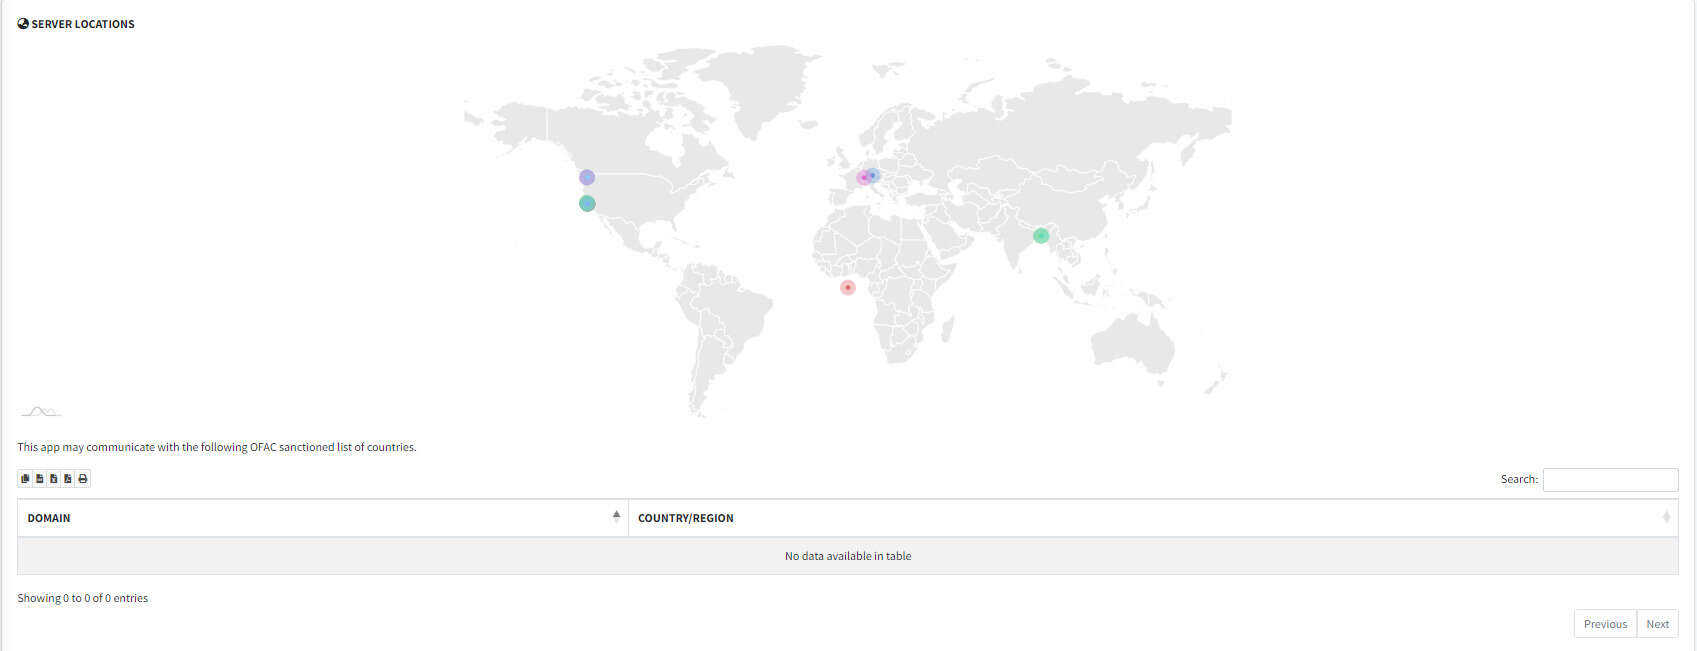 SERVER LOCATIONS
This app may communicate with the following OFAC sanctioned list of countries.
Search:
DOMAIN COUNTRY/REGION
No data available in table
Showing 0 to 0 of 0 entries
Previous Next